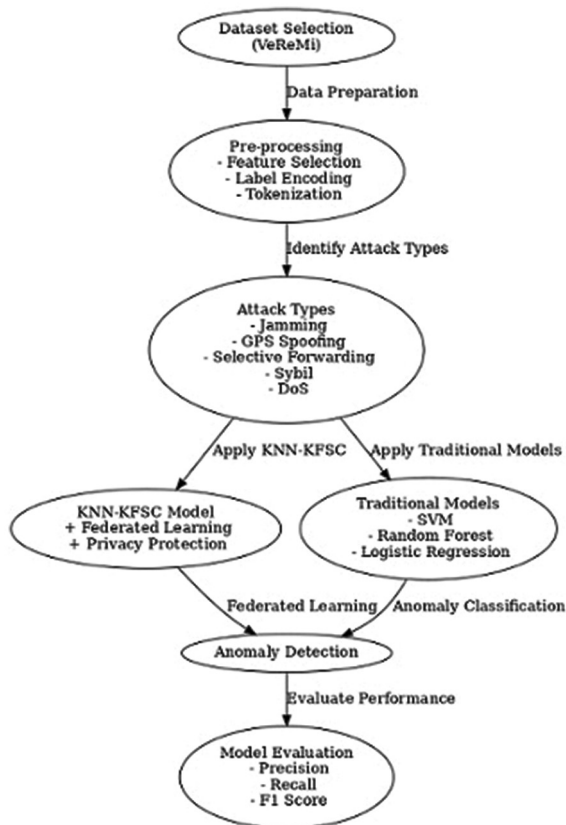 Dataset Selection
(VeReMi)
Data Preparation
Pre-processing
- Feature Selection
- Label Encoding
- Tokenization
Identify Attack Types
Attack Types
- Jamming
- GPS Spoofing
- Selective Forwarding
- Sybil
- DoS
Apply KNN-KFSC
Apply Traditional Models
KNN-KFSC Model
+ Federated Learning
+ Privacy Protection
Traditional Models
- SVM
- Random Forest
- Logistic Regression
Federated Learning
Anomaly Classification
Anomaly Detection
Evaluate Performance
Model Evaluation
- Precision
- Recall
- F1 Score